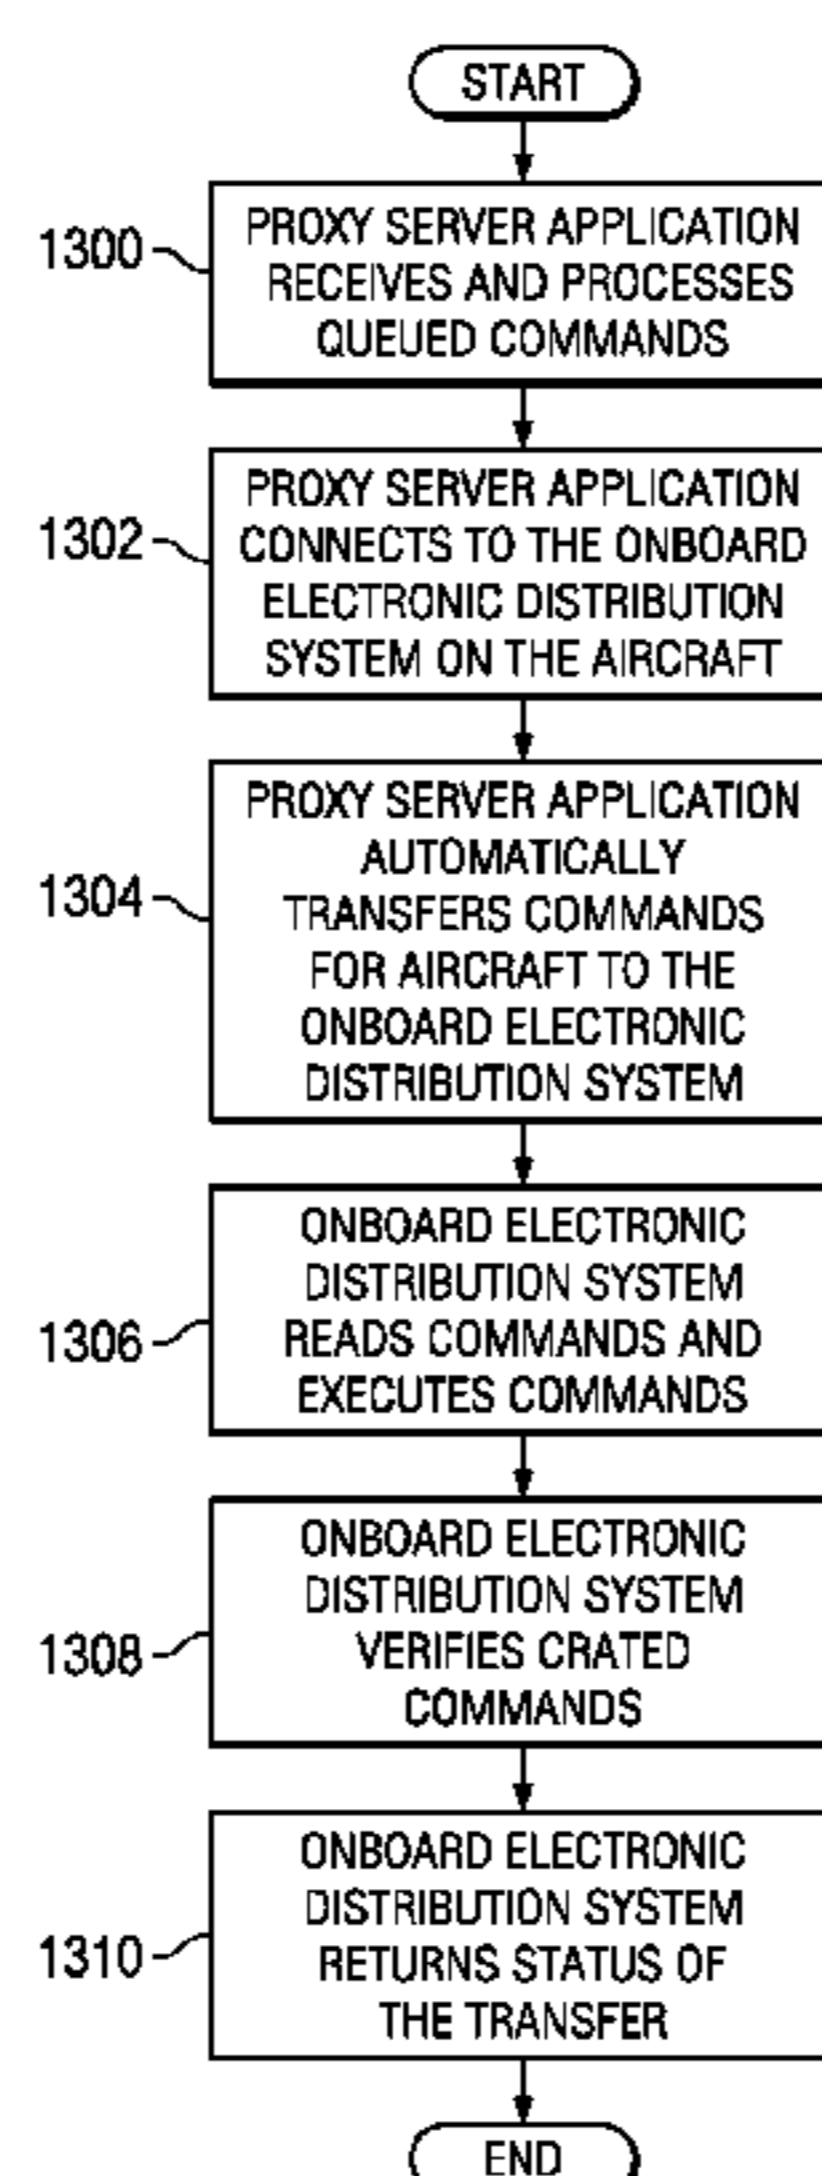 START
1300
PROXY SERVER APPLICATION
RECEIVES AND PROCESSES
QUEUED COMMANDS
1302
PROXY SERVER APPLICATION
CONNECTS TO THE ONBOARD
ELECTRONIC DISTRIBUTION
SYSTEM ON THE AIRCRAFT
1304
PROXY SERVER APPLICATION
AUTOMATICALLY
TRANSFERS COMMANDS
FOR AIRCRAFT TO THE
ONBOARD ELECTRONIC
DISTRIBUTION SYSTEM
1306
ONBOARD ELECTRONIC
DISTRIBUTION SYSTEM
READS COMMANDS AND
EXECUTES COMMANDS
1308
ONBOARD ELECTRONIC
DISTRIBUTION SYSTEM
VERIFIES CRATED
COMMANDS
1310
ONBOARD ELECTRONIC
DISTRIBUTION SYSTEM
RETURNS STATUS OF
THE TRANSFER
END